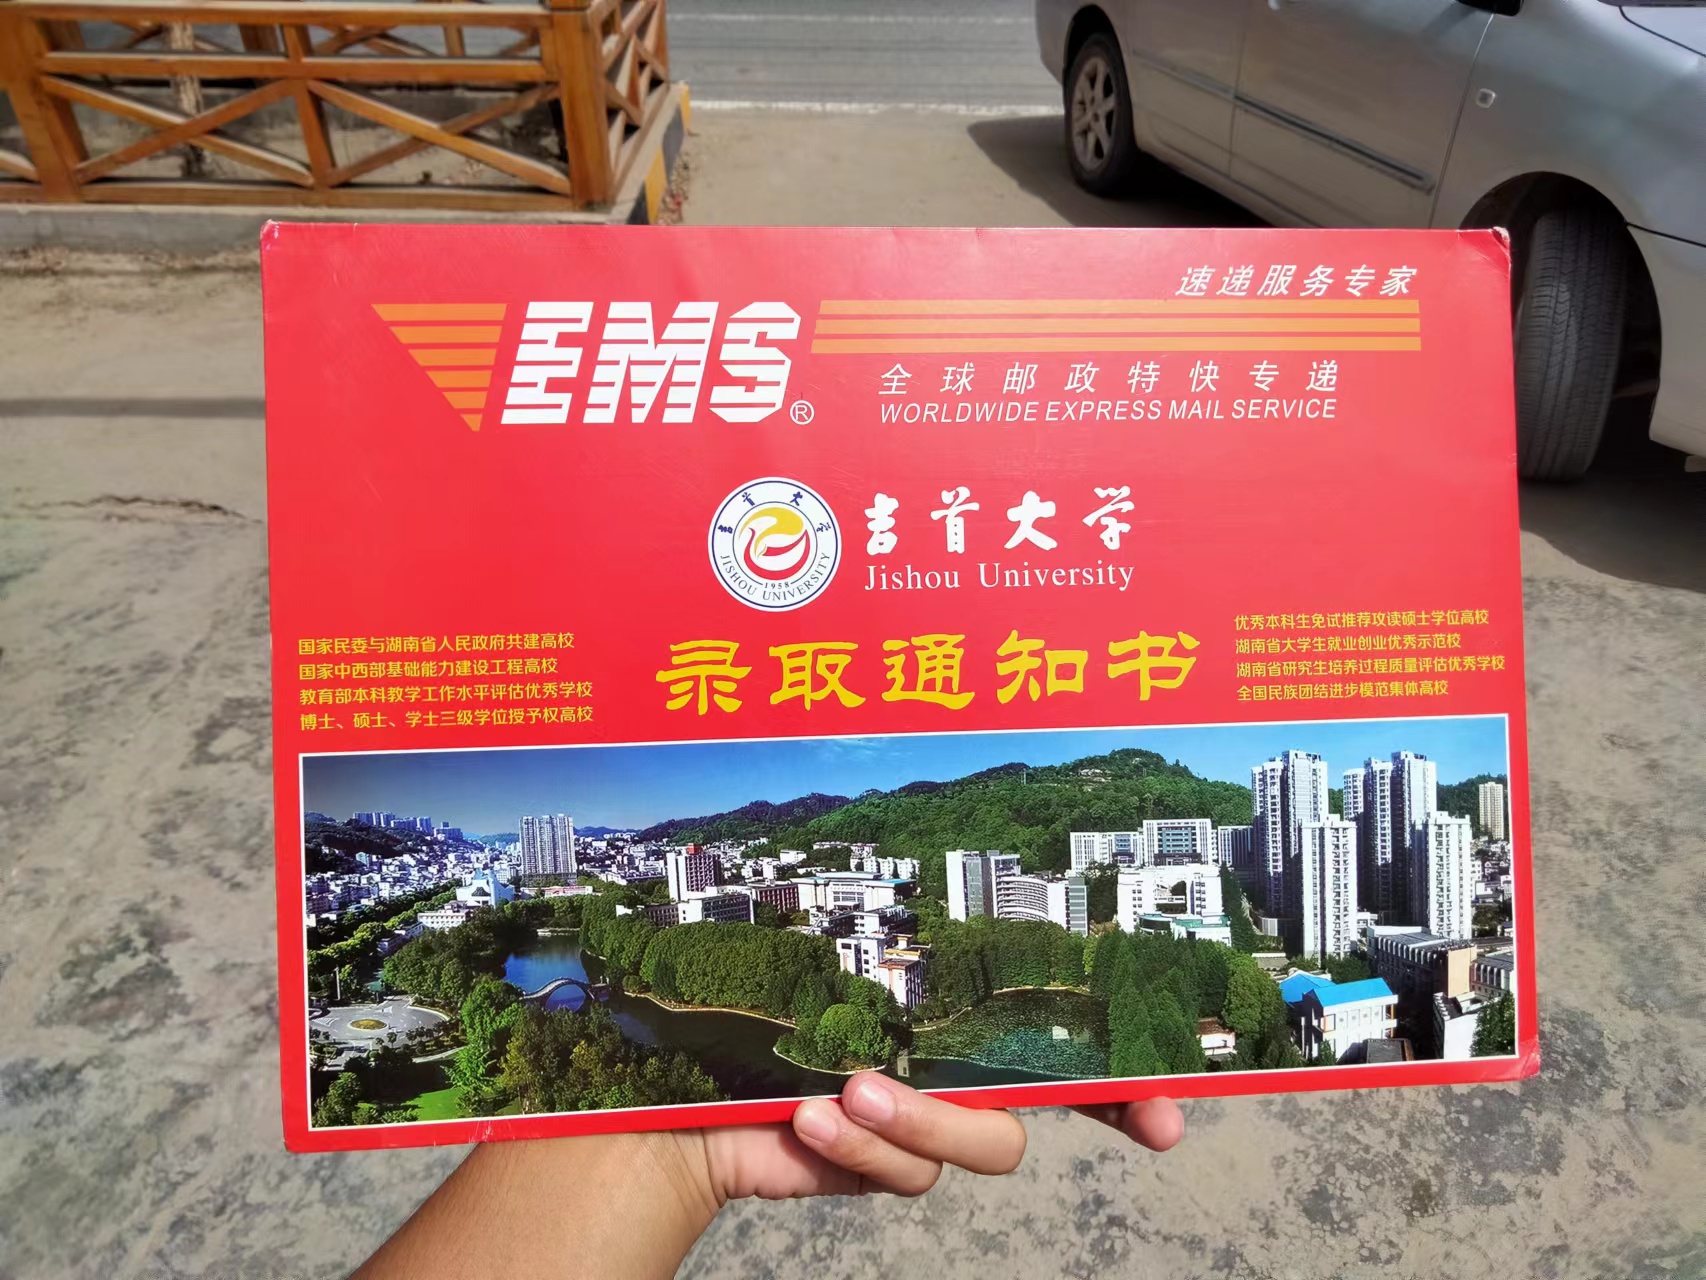 速递服务专家
EMS®
全球邮政特快专递
WORLDWIDE EXPRESS MAIL SERVICE
吉首大学
1958
JISHOU UNIVERSITY
吉首大学
Jishou University
录取通知书
国家民委与湖南省人民政府共建高校
国家中西部基础能力建设工程高校
教育部本科教学工作水平评估优秀学校
博士、硕士、学士三级学位授予权高校
优秀本科生免试推荐攻读硕士学位高校
湖南省大学生就业创业优秀示范校
湖南省研究生培养过程质量评估优秀学校
全国民族团结进步模范集体高校